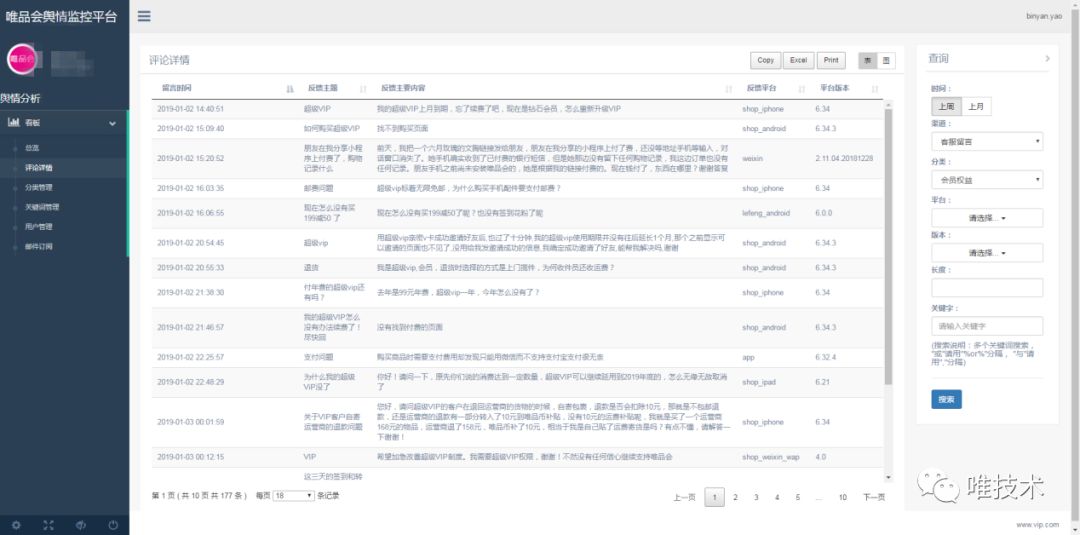 唯品会舆情监控平台
binyan.yao
唯品会
舆情分析
看板
总览
评论详情
分类管理
关键词管理
用户管理
邮件订阅
评论详情
Copy Excel Print 表 图
留言时间 反馈主题 反馈主要内容 反馈平台 平台版本
2019-01-02 14:40:51 超级VIP 我的超级VIP上月到期，忘了续费了吧，现在是钻石会员，怎么重新升级VIP shop_iphone 6.34
2019-01-02 15:09:40 如何购买超级VIP 找不到购买页面 shop_android 6.34.3
朋友在我分享小程 前天，我把一个六月玫瑰的文胸链接发给朋友，朋友在我分享的小程序上付了费，还没等地址手机等输入，对
2019-01-02 15:20:52 序上付费了，购物 话窗口消失了。她手机确实收到了已付费的银行短信，但是她那边没有留下任何购物记录，我这边订单也没有 weixin 2.11.04.20181228
记录什么 任何记录。朋友手机之前尚未安装唯品会的，她是根据我的链接付费的。现在钱付了，东西在哪里？谢谢答复
2019-01-02 16:03:35 邮费问题 超级vip标着无限免邮，为什么购买手机配件要支付邮费？ shop_iphone 6.34
2019-01-02 16:06:55 现在怎么没有买 现在怎么没有买199减50了呢？也没有签到花粉了呢 lefeng_android 6.0.0
199减50 了
2019-01-02 20:54:45 超级vip 用超级vip亲密v卡成功邀请好友后,也过了十分钟,我的超级vip使用期限并没有往后延长1个月,那个之前显示可 shop_android 6.34.3
以邀请的页面也不见了,没用给我发邀请成功的信息,我确定成功邀请了好友,能帮我解决吗,谢谢
2019-01-02 20:55:33 退货 我是超级vip,会员，退货时选择的方式是上门揽件，为何收件员还收运费？ shop_android 6.34.3
2019-01-02 21:38:38 付年费的超级vip还 去年是99元年费，超级vip一年，今年怎么没有了？ shop_iphone 6.34
有吗？
我的超级VIP怎么
2019-01-02 21:46:57 没有办法续费了！ 没有找到付费的页面 shop_android 6.34.3
尽快回
2019-01-02 22:25:57 支付问题 购买商品时需要支付费用却发现只能用微信而不支持支付宝支付很无奈 app 6.32.4
2019-01-02 22:48:29 为什么我的超级 你好！请问一下，原先你们说的消费达到一定数量，超级VIP可以继续延用到2019年底的，怎么无缘无故取消 shop_ipad 6.21
VIP没了 了
您好，请问超级VIP的客户在退回运营商的货物的时候，自寄包裹，退款是否会扣除10元，那就是不包邮退
2019-01-03 00:01:59 关于VIP客户自寄 款，还是运营商的退款有一部分转入了10元到唯品币补贴，没有10元的运费补贴呢，我就是买了一个运营商 shop_iphone 6.34
运营商的退款问题 168元的物品，运营商退了158元，唯品币补了10元，相当于我是自己贴了运费寄货是吗？有点不懂，请解答一
下谢谢！
2019-01-03 00:12:15 VIP 希望加急改善超级VIP制度。我需要超级VIP权限，谢谢！不然没有任何信心继续支持唯品会 shop_weixin_wap 4.0
这三天的签到和转
第 1 页 ( 共 10 页 共 177 条 ) 每页 18 条记录
上一页 1 2 3 4 5 ... 10 下一页
查询
时间：
上周 上月
渠道：
客服留言
分类：
会员权益
平台：
请选择...
版本：
请选择...
长度：
关键字：
请输入关键字
(搜索说明：多个关键词搜索，
"或"请用"%or%"分隔， "与"请
用","分隔)
搜索
唯技术
www.vip.com